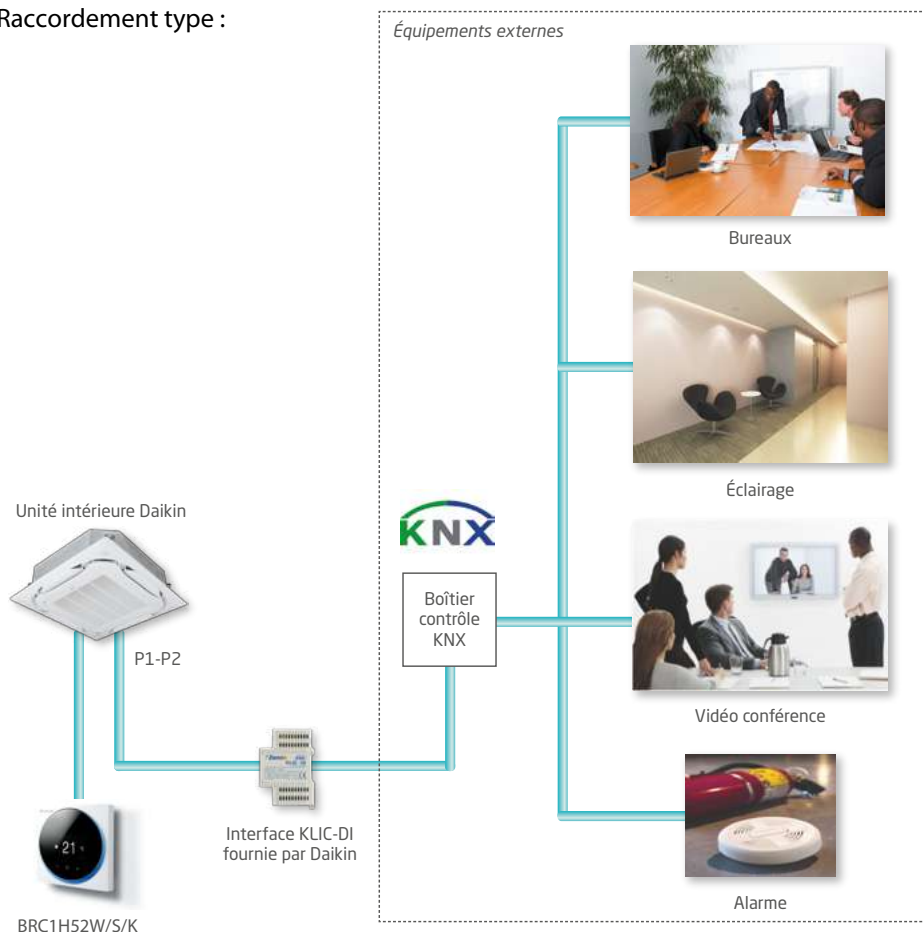 Raccordement type :
Équipements externes
Bureaux
Éclairage
KNX
Unité intérieure Daikin
Boîtier
contrôle
KNX
P1-P2
Vidéo conférence
Interface KLIC-DI
fournie par Daikin
21
Alarme
BRC1H52W/S/K